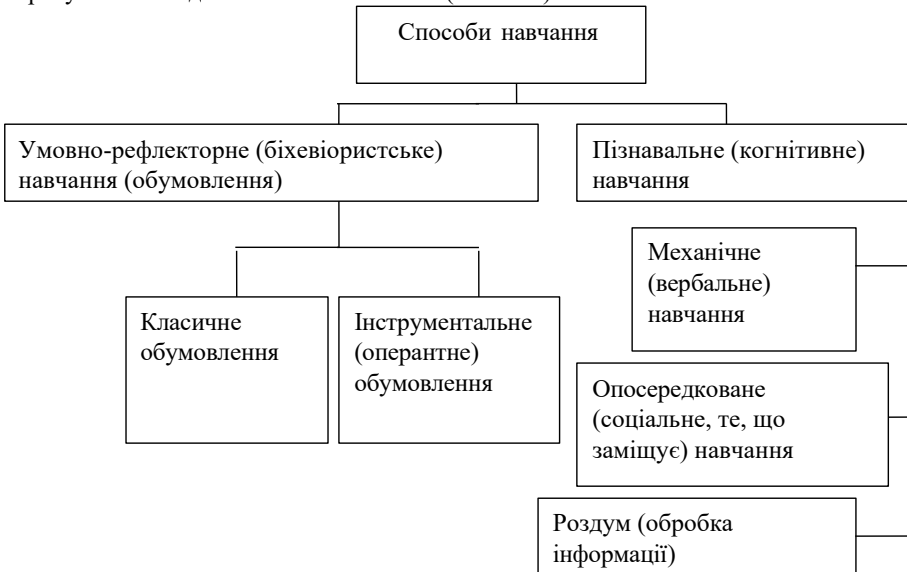 Способи навчання
Умовно-рефлекторне (біхевіористське)
навчання (обумовлення)
Пізнавальне (когнітивне)
навчання
Механічне
(вербальне)
навчання
Класичне
обумовлення
Інструментальне
(оперантне)
обумовлення
Опосередковане
(соціальне, те, що
заміщує) навчання
Роздум (обробка
інформації)